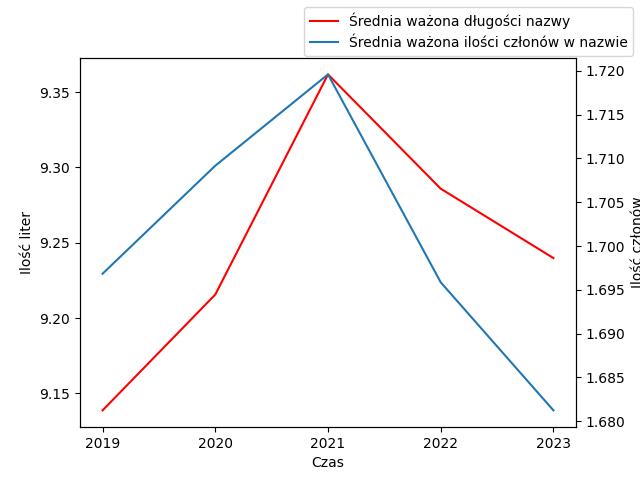 Średnia ważona długości nazwy
Średnia ważona ilości członów w nazwie
9.35
9.30
9.25
9.20
9.15
Ilość liter
1.720
1.715
1.710
1.705
1.700
1.695
1.690
1.685
1.680
Ilość członów
2019 2020 2021 2022 2023
Czas